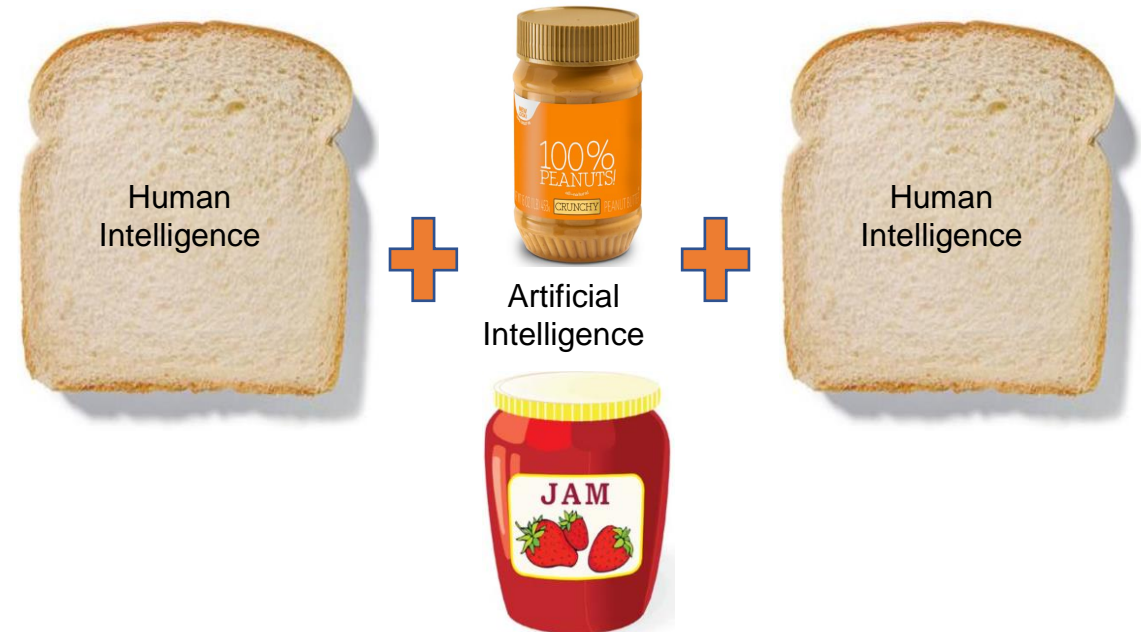 Human
Intelligence
100%
PEANUTS!
CRUNCHY
Artificial
Intelligence
JAM
Human
Intelligence